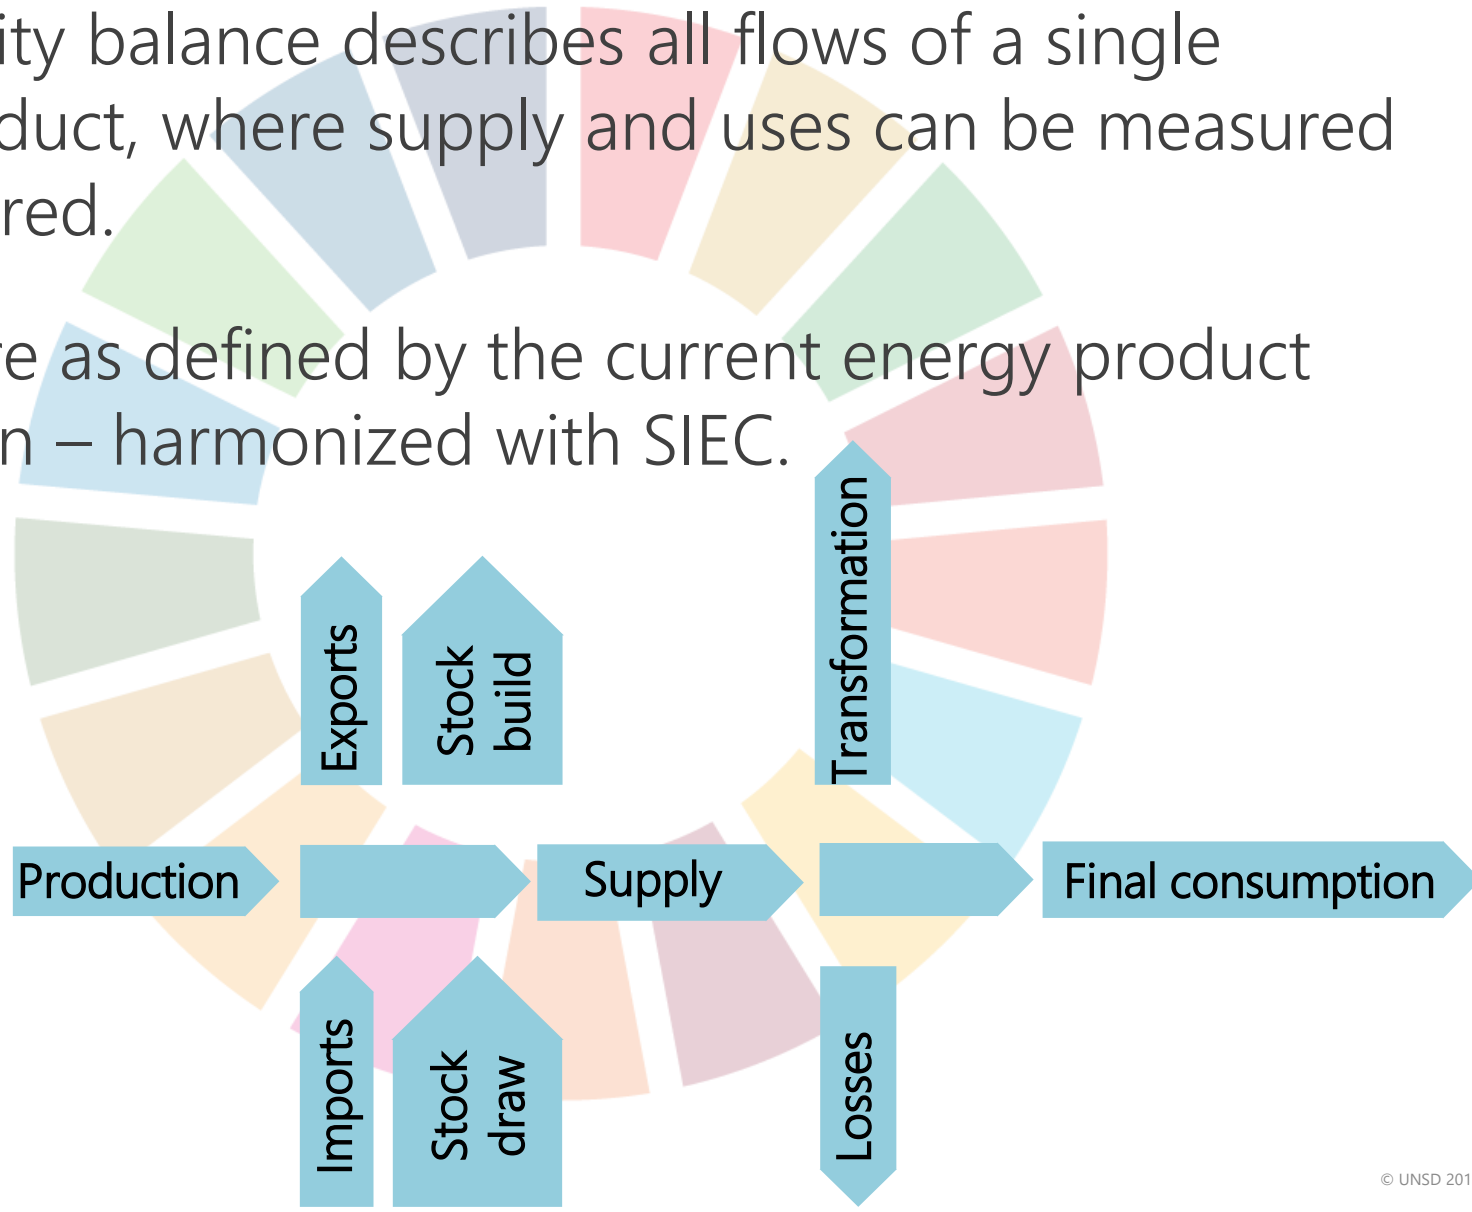 ity balance describes all flows of a single
duct, where supply and uses can be measured
red.
re as defined by the current energy product
n – harmonized with SIEC.
Transformation
Exports
Stock
build
Production
Supply
Final consumption
Imports
Stock
draw
Losses
© UNSD 201